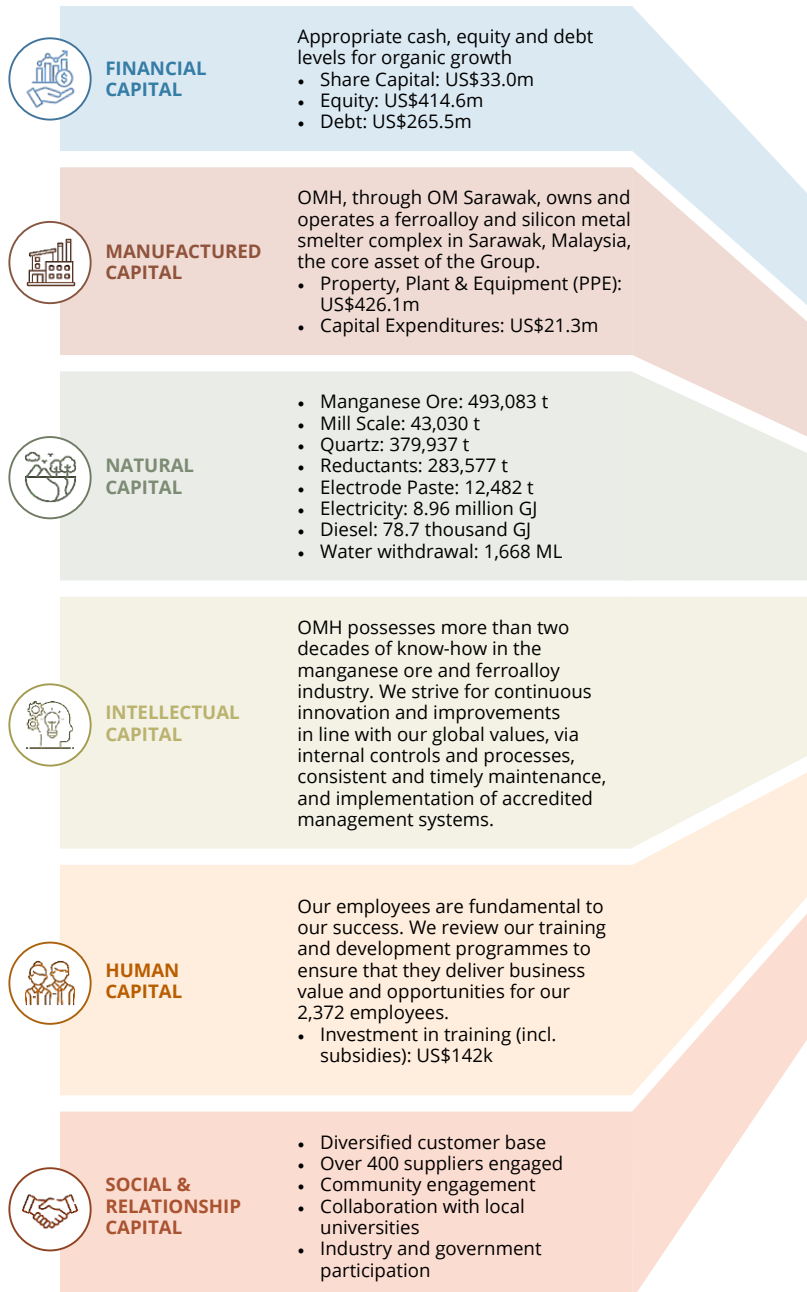 FINANCIAL
CAPITAL
Appropriate cash, equity and debt
levels for organic growth
• Share Capital: US$33.0m
• Equity: US$414.6m
• Debt: US$265.5m
MANUFACTURED
CAPITAL
OMH, through OM Sarawak, owns and
operates a ferroalloy and silicon metal
smelter complex in Sarawak, Malaysia,
the core asset of the Group.
• Property, Plant & Equipment (PPE):
US$426.1m
• Capital Expenditures: US$21.3m
NATURAL
CAPITAL
• Manganese Ore: 493,083 t
• Mill Scale: 43,030 t
• Quartz: 379,937 t
• Reductants: 283,577 t
• Electrode Paste: 12,482 t
• Electricity: 8.96 million GJ
• Diesel: 78.7 thousand GJ
• Water withdrawal: 1,668 ML
INTELLECTUAL
CAPITAL
OMH possesses more than two
decades of know-how in the
manganese ore and ferroalloy
industry. We strive for continuous
innovation and improvements
in line with our global values, via
internal controls and processes,
consistent and timely maintenance,
and implementation of accredited
management systems.
HUMAN
CAPITAL
Our employees are fundamental to
our success. We review our training
and development programmes to
ensure that they deliver business
value and opportunities for our
2,372 employees.
• Investment in training (incl.
subsidies): US$142k
SOCIAL &
RELATIONSHIP
CAPITAL
• Diversified customer base
• Over 400 suppliers engaged
• Community engagement
• Collaboration with local
universities
• Industry and government
participation